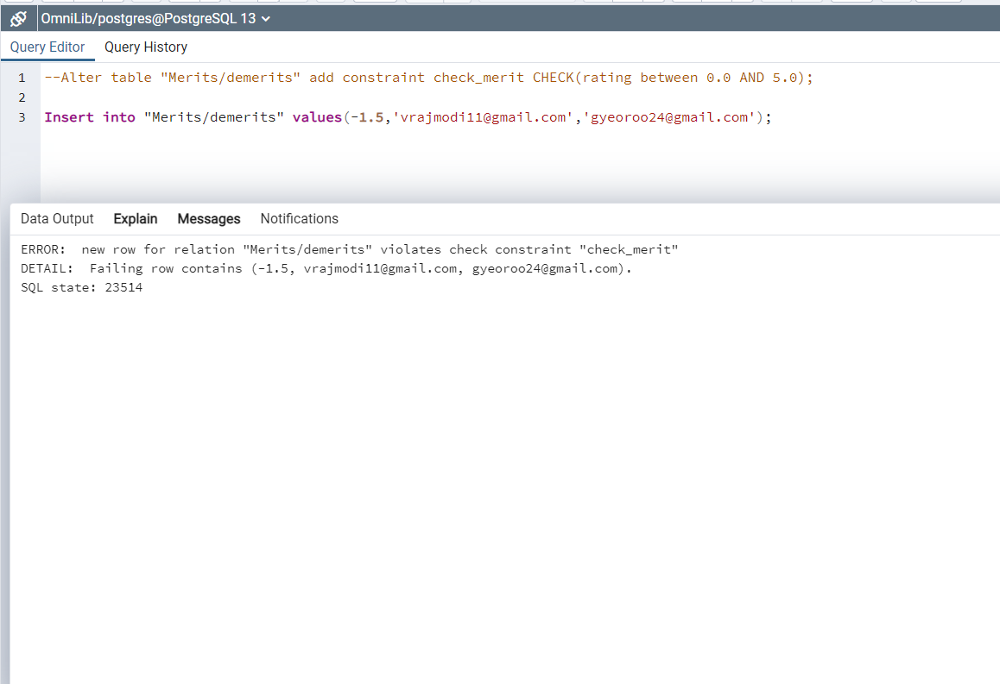 OmniLib/postgres@PostgreSQL 13
Query Editor Query History
1 --Alter table "Merits/demerits" add constraint check_merit CHECK(rating between 0.0 AND 5.0);
2
3 Insert into "Merits/demerits" values(-1.5,'vrajmodi11@gmail.com','gyeoroo24@gmail.com');
Data Output Explain Messages Notifications
ERROR:  new row for relation "Merits/demerits" violates check constraint "check_merit"
DETAIL:  Failing row contains (-1.5, vrajmodi11@gmail.com, gyeoroo24@gmail.com).
SQL state: 23514